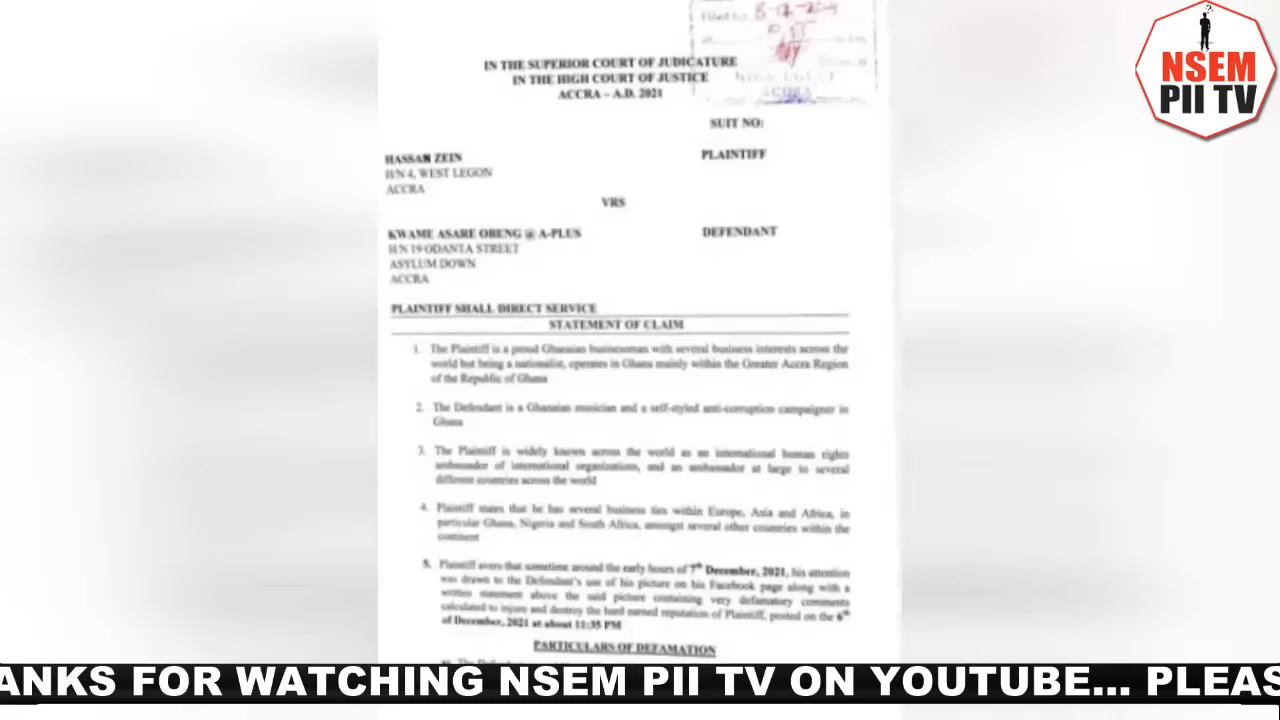 NSEM
PII TV
IN THE SUPERIOR COURT OF JUDICATURE
IN THE HIGH COURT OF JUSTICE
ACCRA – A.D. 2021
SUIT NO:
HASSAN ZEIN
PLAINTIFF
H/N 4, WEST LEGON
ACCRA
VRS
KWAME ASARE OBENG @ A-PLUS
DEFENDANT
H/N 19 ODANTA STREET
ASYLUM DOWN
ACCRA
PLAINTIFF SHALL DIRECT SERVICE
STATEMENT OF CLAIM
1. The Plaintiff is a proud Ghanaian businessman with several business interests across the
world but being a nationalist, operates in Ghana mainly within the Greater Accra Region
of the Republic of Ghana
2. The Defendant is a Ghanaian musician and a self-styled anti-corruption campaigner in
Ghana
3. The Plaintiff is widely known across the world as an international human rights
ambassador of international organizations, and an ambassador at large to several
different countries across the world
4. Plaintiff states that he has several business ties within Europe, Asia and Africa, in
particular Ghana, Nigeria and South Africa, amongst several other countries within the
continent
5. Plaintiff avers that sometime around the early hours of 7th December, 2021, his attention
was drawn to the Defendant's use of his picture on his Facebook page along with a
written statement above the said picture containing very defamatory comments
calculated to injure and destroy the hard earned reputation of Plaintiff, posted on the 6th
of December, 2021 at about 11:35 PM
PARTICULARS OF DEFAMATION
ANKS FOR WATCHING NSEM PII TV ON YOUTUBE... PLEAS